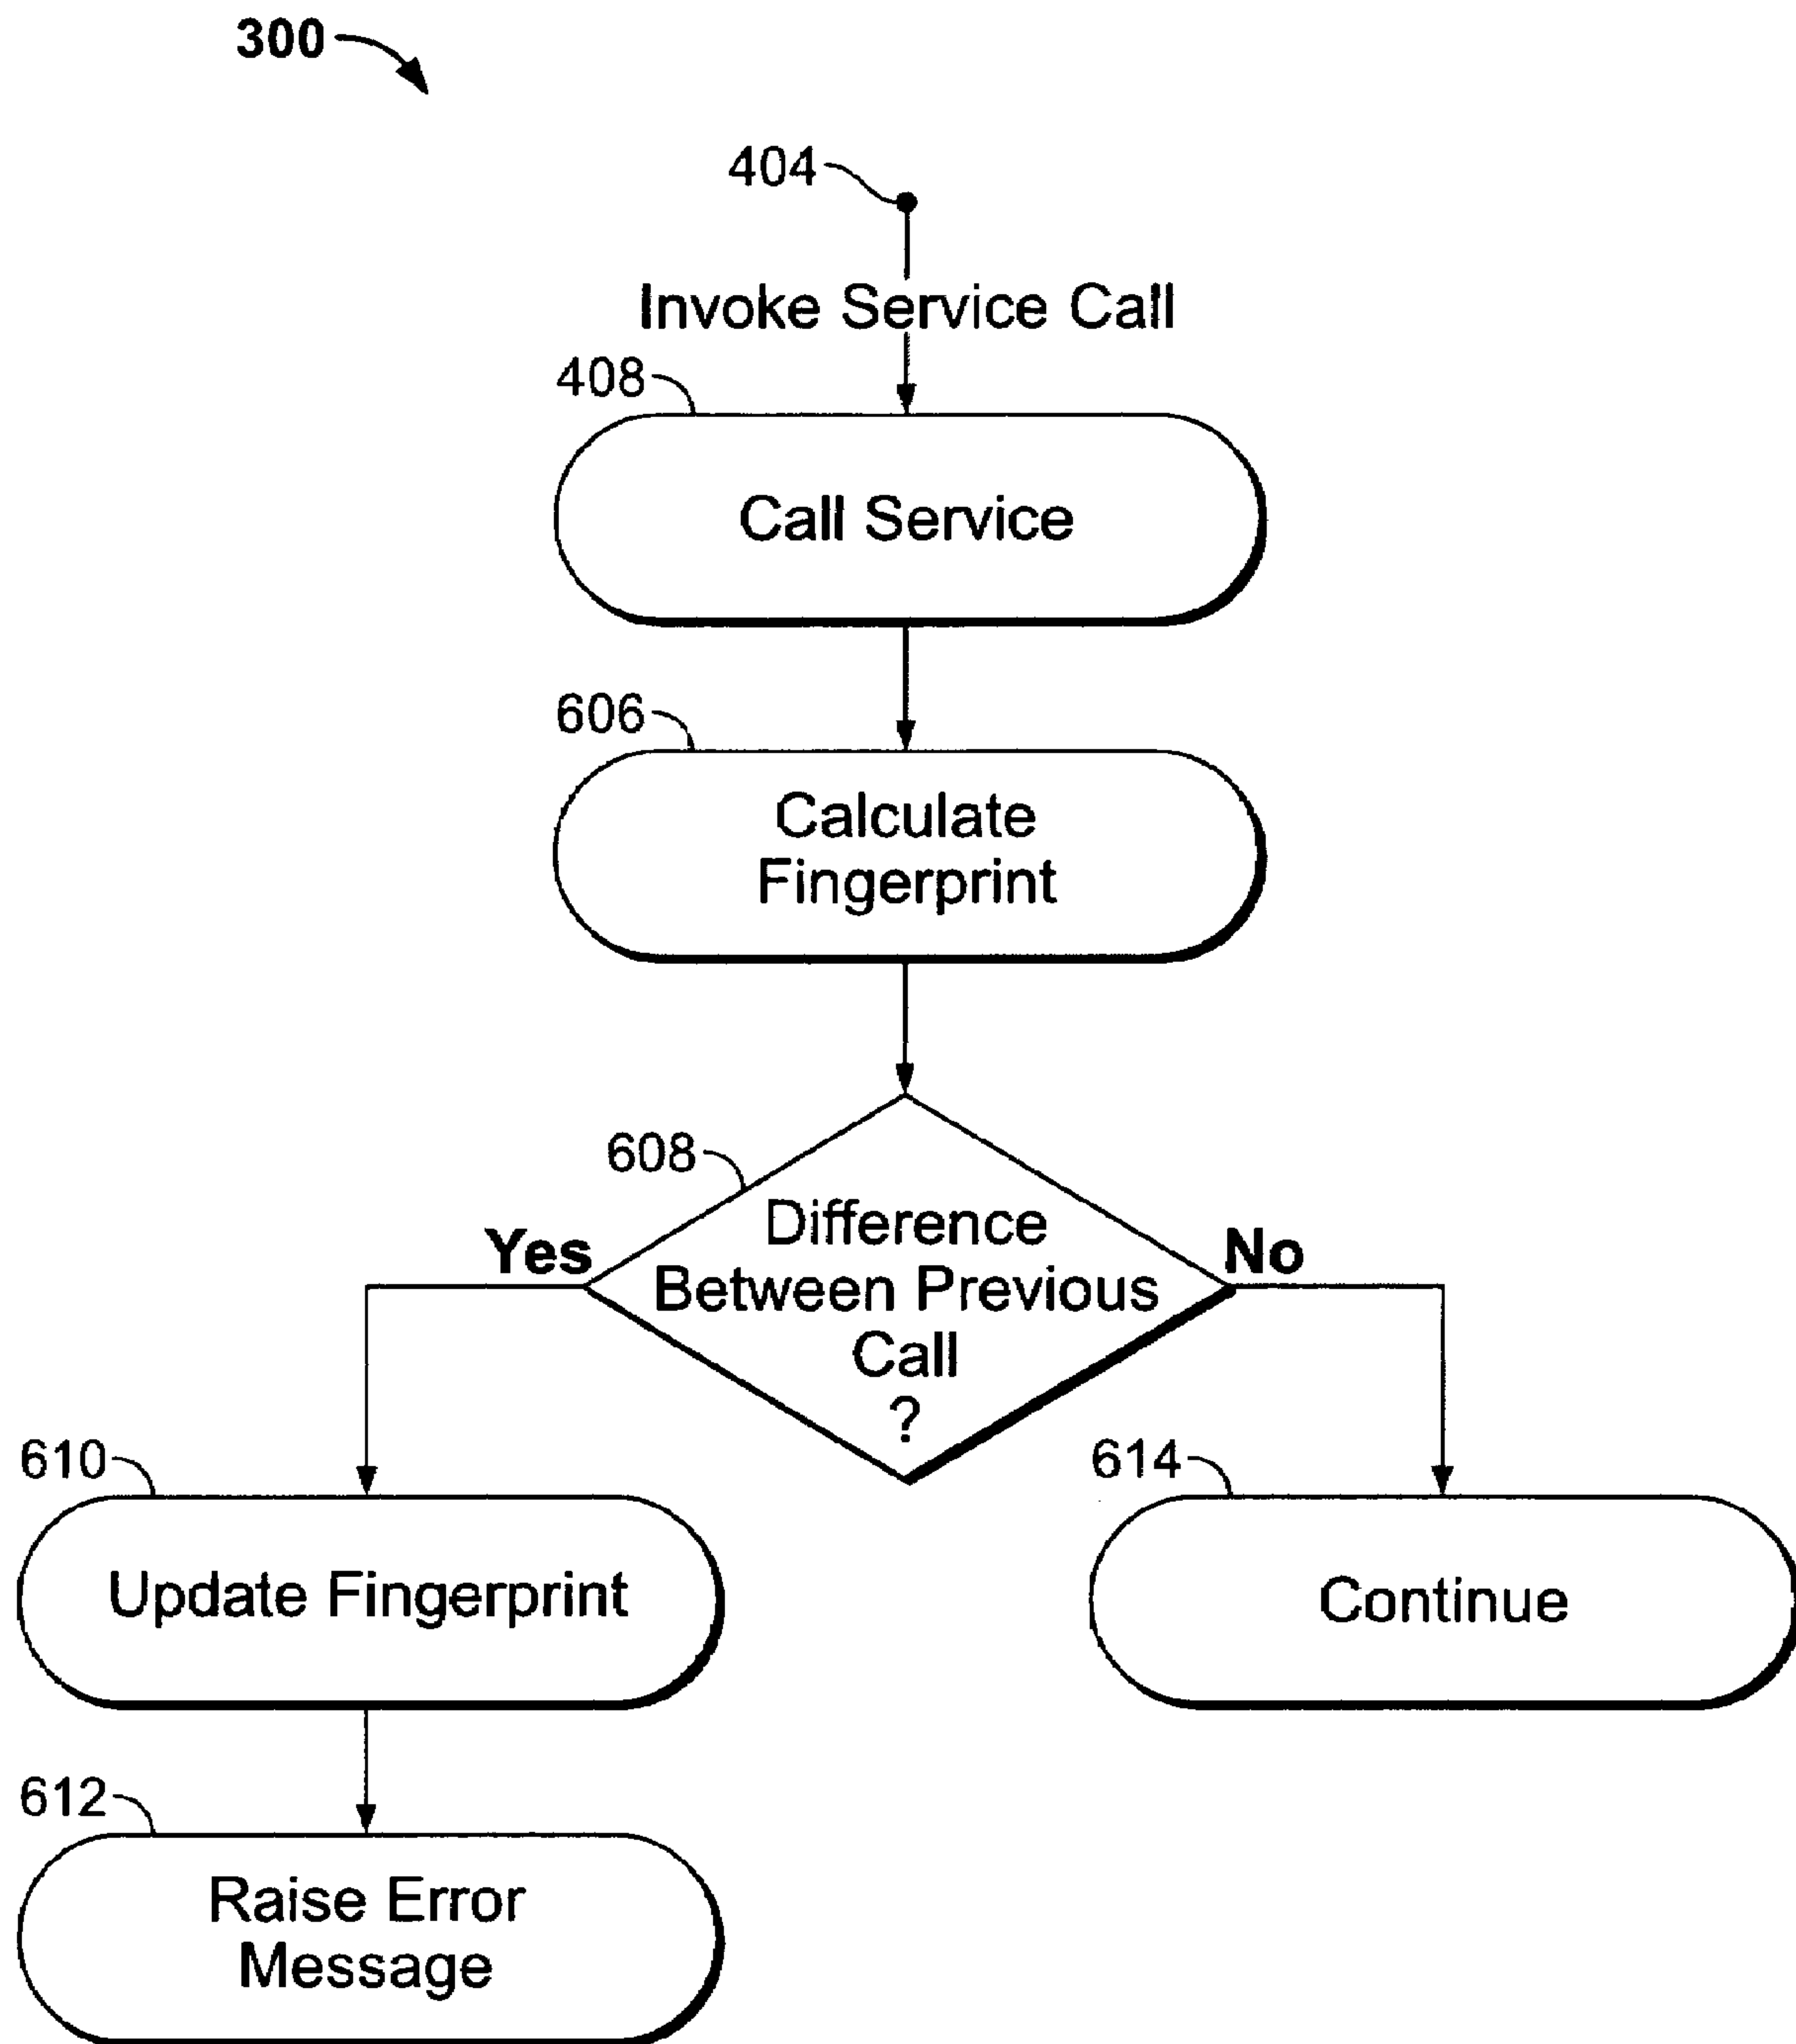 300
404
Invoke Service Call
408
Call Service
606
Calculate
Fingerprint
608
Difference
Between Previous
Call
?
Yes
No
610
Update Fingerprint
614
Continue
612
Raise Error
Message